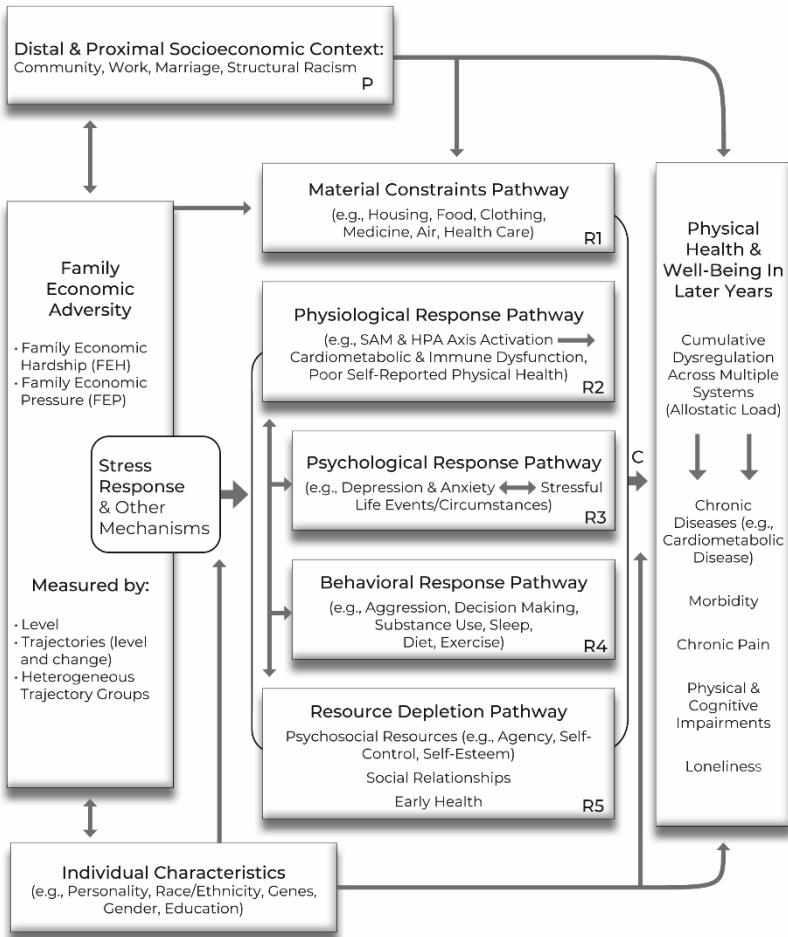 Distal & Proximal Socioeconomic Context:
Community, Work, Marriage, Structural Racism
P
Family
Economic
Adversity
• Family Economic
Hardship (FEH)
• Family Economic
Pressure (FEP)
Stress
Response
& Other
Mechanisms
Measured by:
• Level
• Trajectories (level
and change)
• Heterogeneous
Trajectory Groups
Material Constraints Pathway
(e.g., Housing, Food, Clothing,
Medicine, Air, Health Care)
R1
Physiological Response Pathway
(e.g., SAM & HPA Axis Activation
Cardiometabolic & Immune Dysfunction,
Poor Self-Reported Physical Health)
R2
Psychological Response Pathway
(e.g., Depression & Anxiety Stressful
Life Events/Circumstances)
R3
Behavioral Response Pathway
(e.g., Aggression, Decision Making,
Substance Use, Sleep,
Diet, Exercise)
R4
Resource Depletion Pathway
Psychosocial Resources (e.g., Agency, Self-
Control, Self-Esteem)
Social Relationships
Early Health
R5
C
Physical
Health &
Well-Being In
Later Years
Cumulative
Dysregulation
Across Multiple
Systems
(Allostatic Load)
Chronic
Diseases (e.g.,
Cardiometabolic
Disease)
Morbidity
Chronic Pain
Physical &
Cognitive
Impairments
Loneliness
Individual Characteristics
(e.g., Personality, Race/Ethnicity, Genes,
Gender, Education)